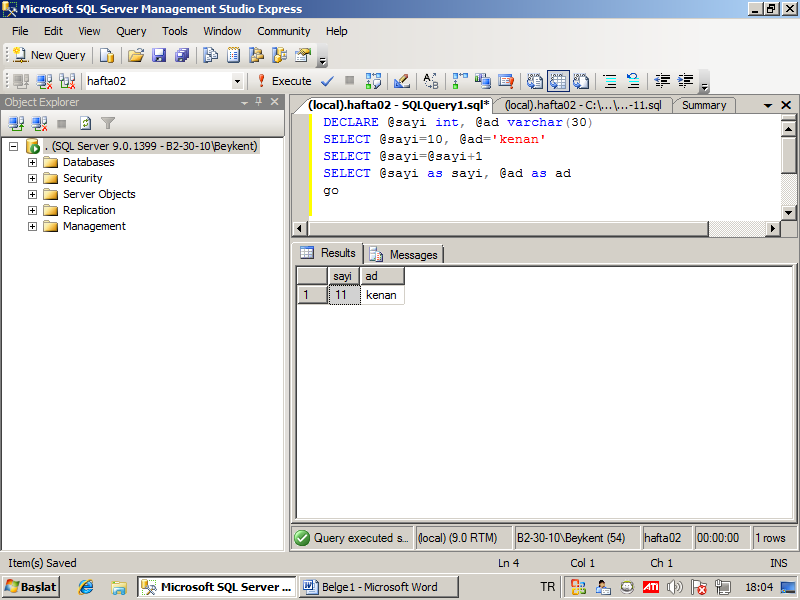 Microsoft SQL Server Management Studio Express
File Edit View Query Tools Window Community Help
New Query
hafta02 Execute
Object Explorer
(local).hafta02 - SQLQuery1.sql* (local).hafta02 - C:\...\...-11.sql Summary
. (SQL Server 9.0.1399 - B2-30-10\Beykent)
Databases
Security
Server Objects
Replication
Management
DECLARE @sayi int, @ad varchar(30)
SELECT @sayi=10, @ad='kenan'
SELECT @sayi=@sayi+1
SELECT @sayi as sayi, @ad as ad
go
Results Messages
sayi ad
1 11 kenan
Query executed s... (local) (9.0 RTM) B2-30-10\Beykent (54) hafta02 00:00:00 1 rows
Item(s) Saved Ln 4 Col 1 Ch 1 INS
Başlat Microsoft SQL Server ... Belge1 - Microsoft Word TR ATI 18:04